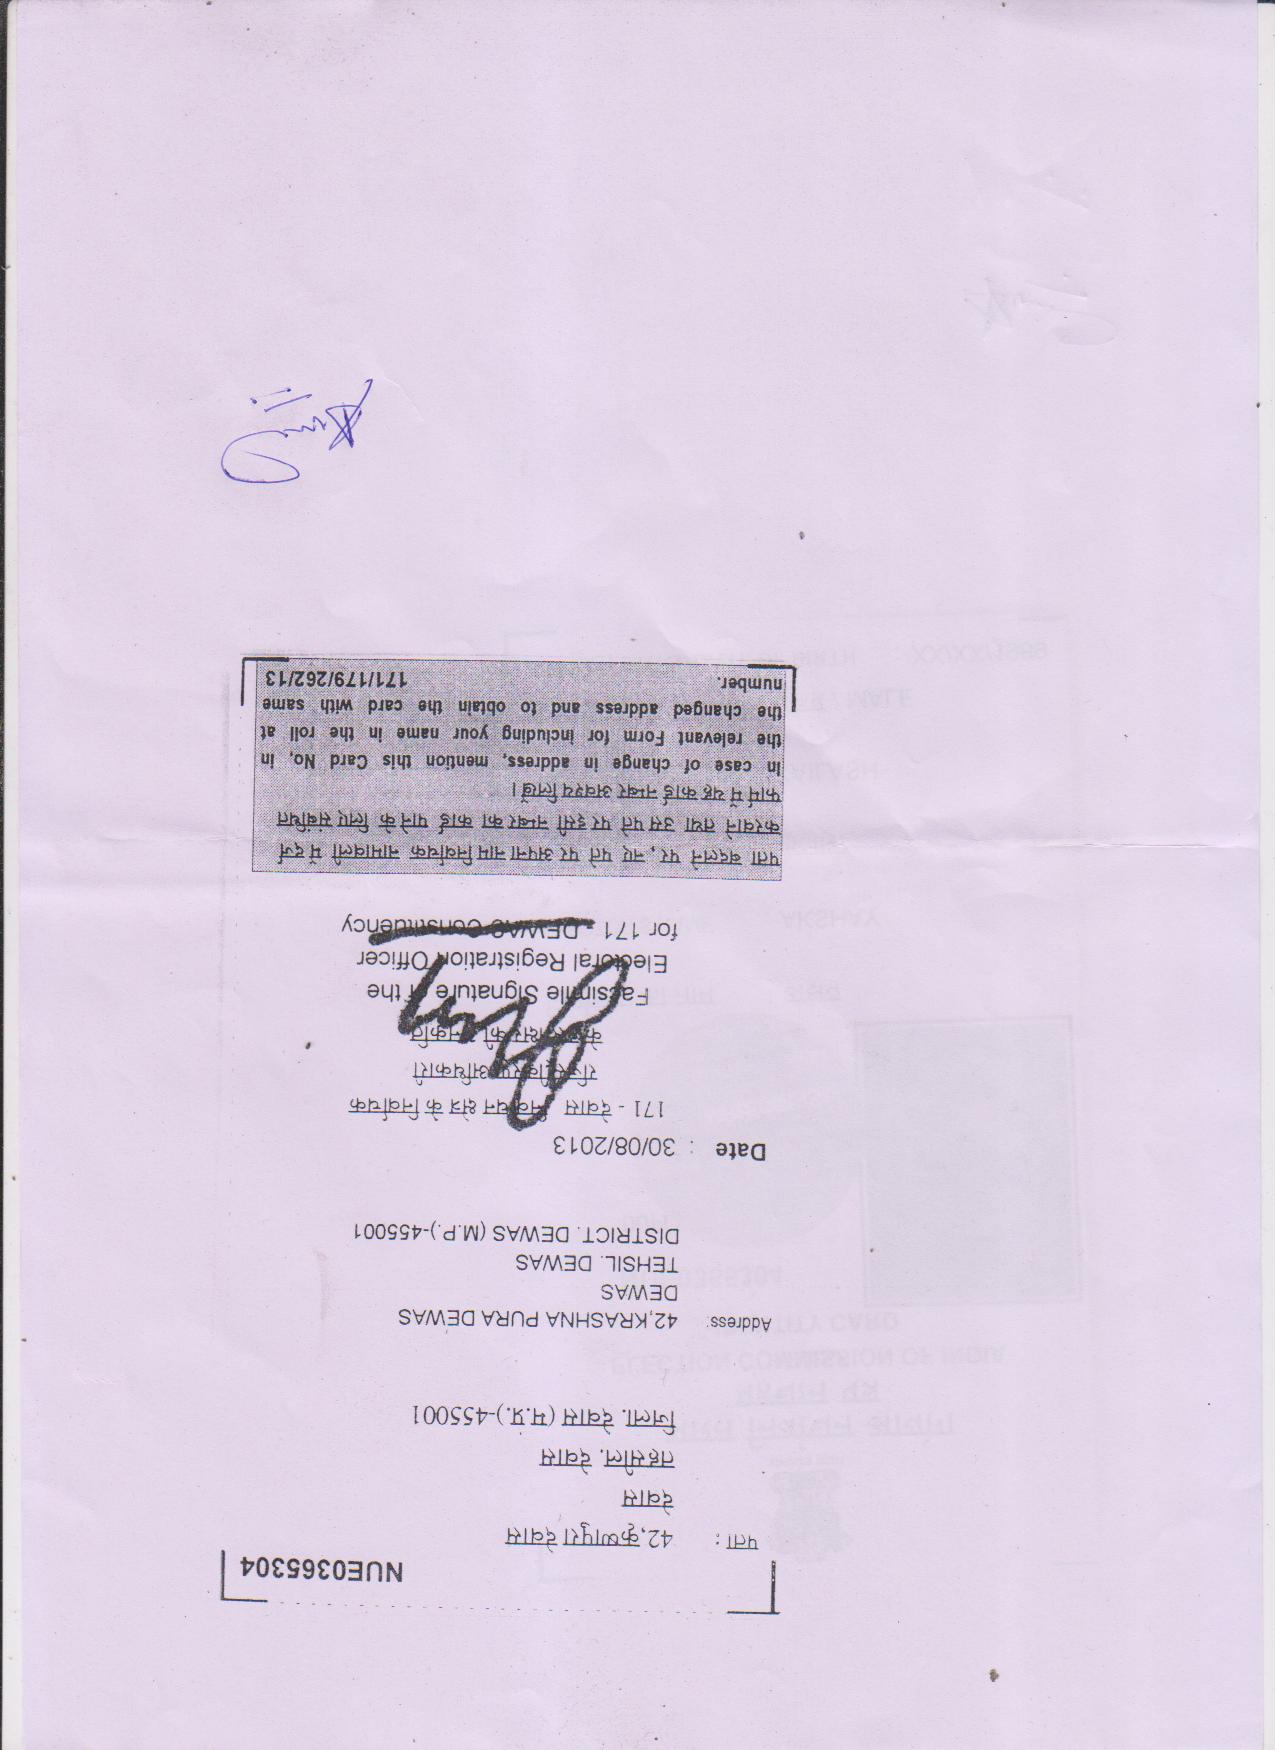 NUE0365304
पता : 42,कृष्णापुरा देवास
देवास
तहसील. देवास
जिला. देवास (म.प्र.)-455001
Address: 42,KRASHNA PURA DEWAS
DEWAS
TEHSIL. DEWAS
DISTRICT. DEWAS (M.P.)-455001
Date : 30/08/2013
171 - देवास निर्वाचन क्षेत्र के निर्वाचक
रजिस्ट्रीकरण अधिकारी
के हस्ताक्षर की अनुकृति
Facsimile Signature of the
Electoral Registration Officer
for 171 - DEWAS Constituency
पता बदलने पर, नए पते पर अपना नाम निर्वाचक नामावली में दर्ज
करवाने तथा उस पते पर इसी नम्बर का कार्ड पाने के लिए संबंधित
फार्म में यह कार्ड नम्बर अवश्य लिखें।
In case of change in address, mention this Card No. in
the relevant Form for including your name in the roll at
the changed address and to obtain the card with same
number. 171/179/262/13